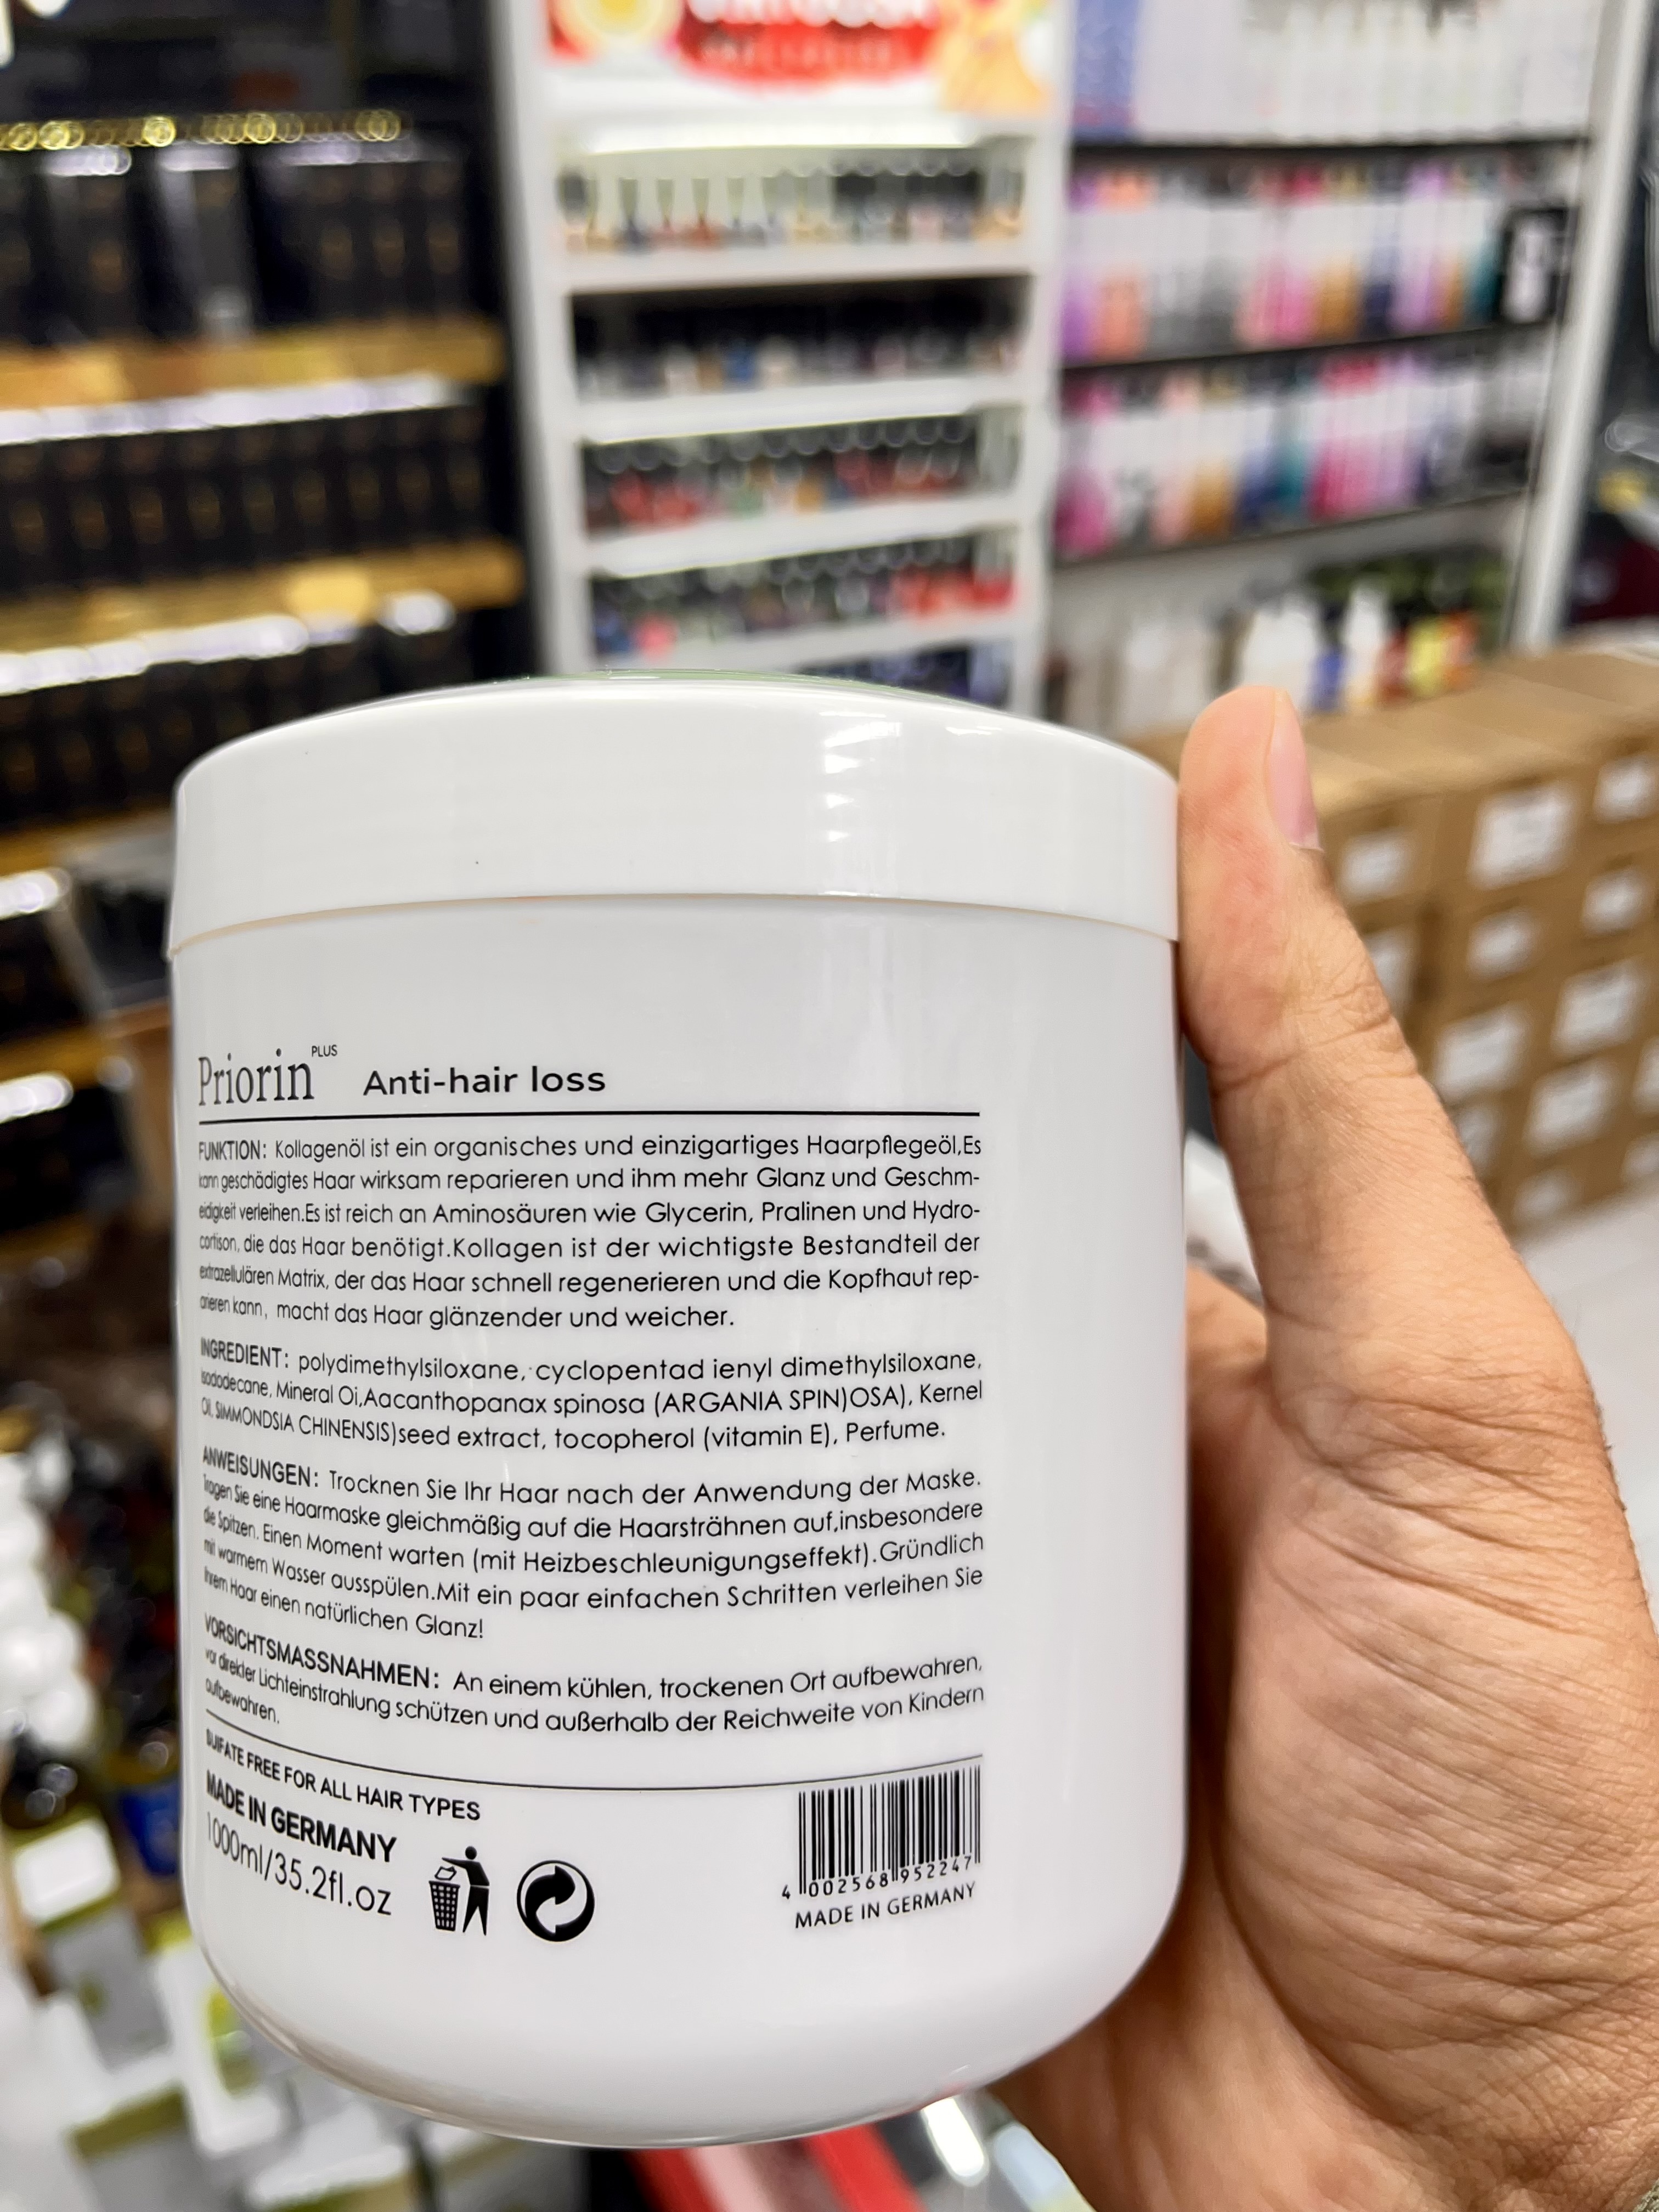 Priorin PLUS Anti-hair loss
FUNKTION: Kollagenöl ist ein organisches und einzigartiges Haarpflegeöl,Es
kann geschädigtes Haar wirksam reparieren und ihm mehr Glanz und Geschm-
eidigkeit verleihen.Es ist reich an Aminosäuren wie Glycerin, Pralinen und Hydro-
cortison, die das Haar benötigt.Kollagen ist der wichtigste Bestandteil der
extrazellulären Matrix, der das Haar schnell regenerieren und die Kopfhaut rep-
arieren kann, macht das Haar glänzender und weicher.
INGREDIENT: polydimethylsiloxane, cyclopentad ienyl dimethylsiloxane,
Isododecane, Mineral Oi,Aacanthopanax spinosa (ARGANIA SPIN)OSA), Kernel
Oil, SIMMONDSIA CHINENSIS)seed extract, tocopherol (vitamin E), Perfume.
ANWEISUNGEN: Trocknen Sie Ihr Haar nach der Anwendung der Maske.
Tragen Sie eine Haarmaske gleichmäßig auf die Haarsträhnen auf,insbesondere
die Spitzen. Einen Moment warten (mit Heizbeschleunigungseffekt).Gründlich
mit warmem Wasser ausspülen.Mit ein paar einfachen Schritten verleihen Sie
Ihrem Haar einen natürlichen Glanz!
VORSICHTSMASSNAHMEN: An einem kühlen, trockenen Ort aufbewahren,
vor direkter Lichteinstrahlung schützen und außerhalb der Reichweite von Kindern
aufbewahren.
SUIFATE FREE FOR ALL HAIR TYPES
MADE IN GERMANY
1000ml/35.2fl.oz
4 002568 952247
MADE IN GERMANY